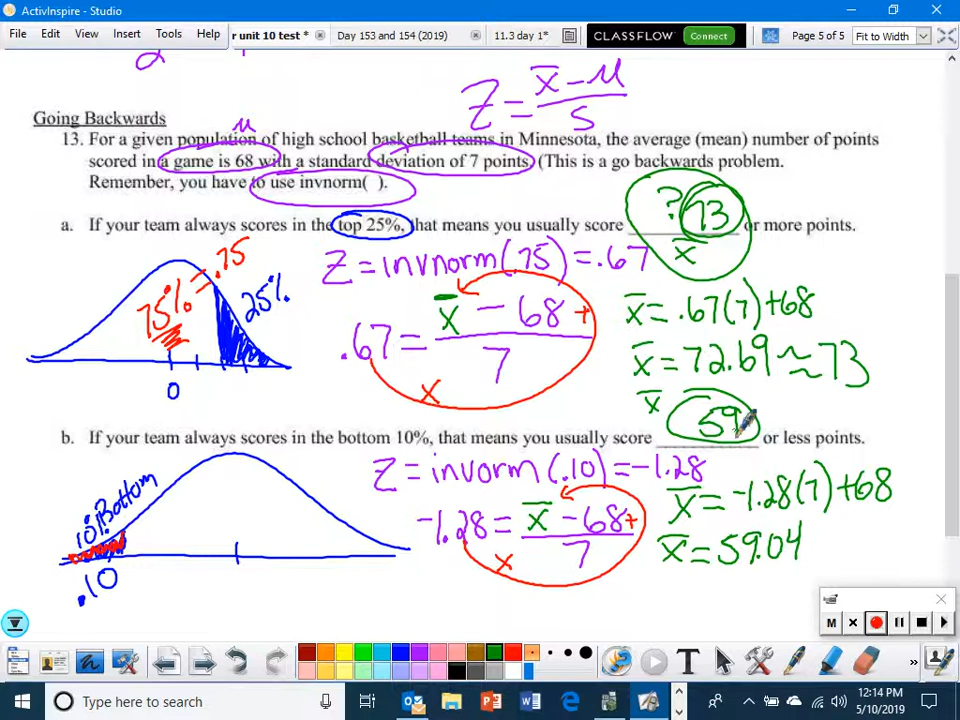 ActivInspire
File Edit View Insert Tools Help
r unit 10 test * Day 153 and 154 (2019) 11.3 day 1* CLASSFLOW Connect Page 5 of 5 Fit to Width
Z = x̄ - μ / s
Going Backwards
μ
13. For a given population of high school basketball teams in Minnesota, the average (mean) number of points
scored in a game is 68 with a standard deviation of 7 points. (This is a go backwards problem.
Remember, you have to use invnorm( ).
? 73
a. If your team always scores in the top 25%, that means you usually score ________ or more points.
x̄
.75
75%
25%
0
Z = invnorm(.75) = .67
.67 = x̄ - 68 + / 7
x
x̄ = .67(7) + 68
x̄ = 72.69 ≈ 73
x̄ 59
b. If your team always scores in the bottom 10%, that means you usually score ________ or less points.
10% Bottom
.10
Z = invorm(.10) = -1.28
-1.28 = x̄ - 68 + / 7
x
x̄ = -1.28(7) + 68
x̄ = 59.04
M
T
Type here to search
12:14 PM
5/10/2019